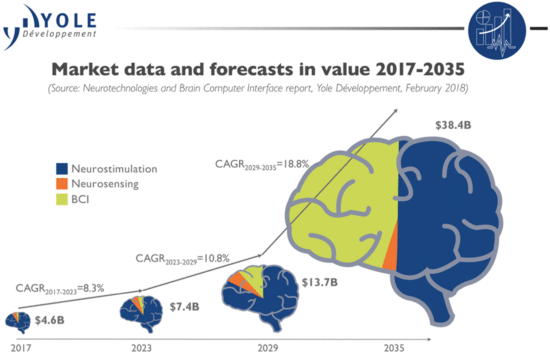 YOLE
Développement
Market data and forecasts in value 2017-2035
(Source: Neurotechnologies and Brain Computer Interface report, Yole Développement, February 2018)
$38.4B
CAGR2029-2035=18.8%
Neurostimulation
Neurosensing
BCI
CAGR2023-2029=10.8%
CAGR2017-2023=8.3%
$13.7B
$7.4B
$4.6B
2017
2023
2029
2035